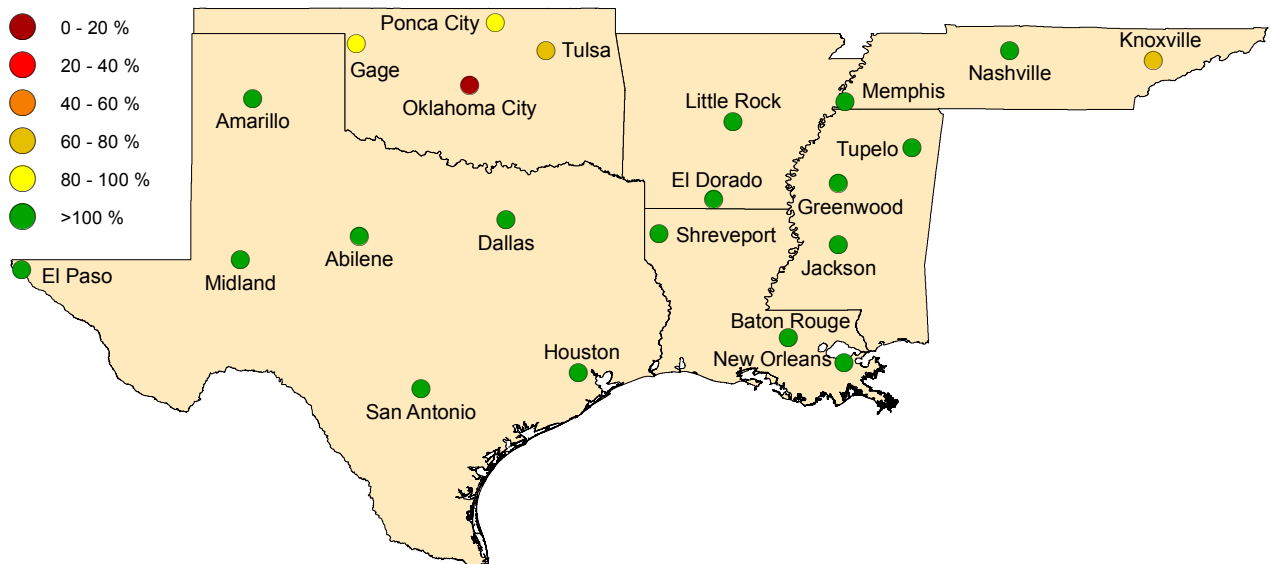 0 - 20 %
20 - 40 %
40 - 60 %
60 - 80 %
80 - 100 %
>100 %
Ponca City
Tulsa
Gage
Oklahoma City
Knoxville
Nashville
Memphis
Amarillo
Little Rock
Tupelo
El Dorado
Greenwood
Dallas
Shreveport
Abilene
Jackson
El Paso
Midland
Baton Rouge
Houston
New Orleans
San Antonio